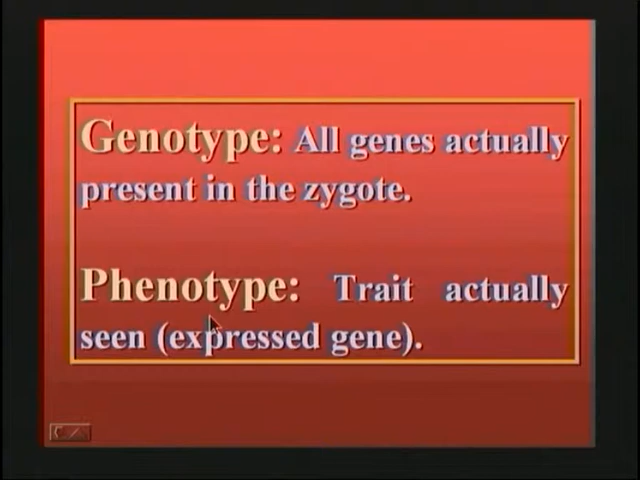 Genotype: All genes actually
present in the zygote.
Phenotype: Trait actually
seen (expressed gene).